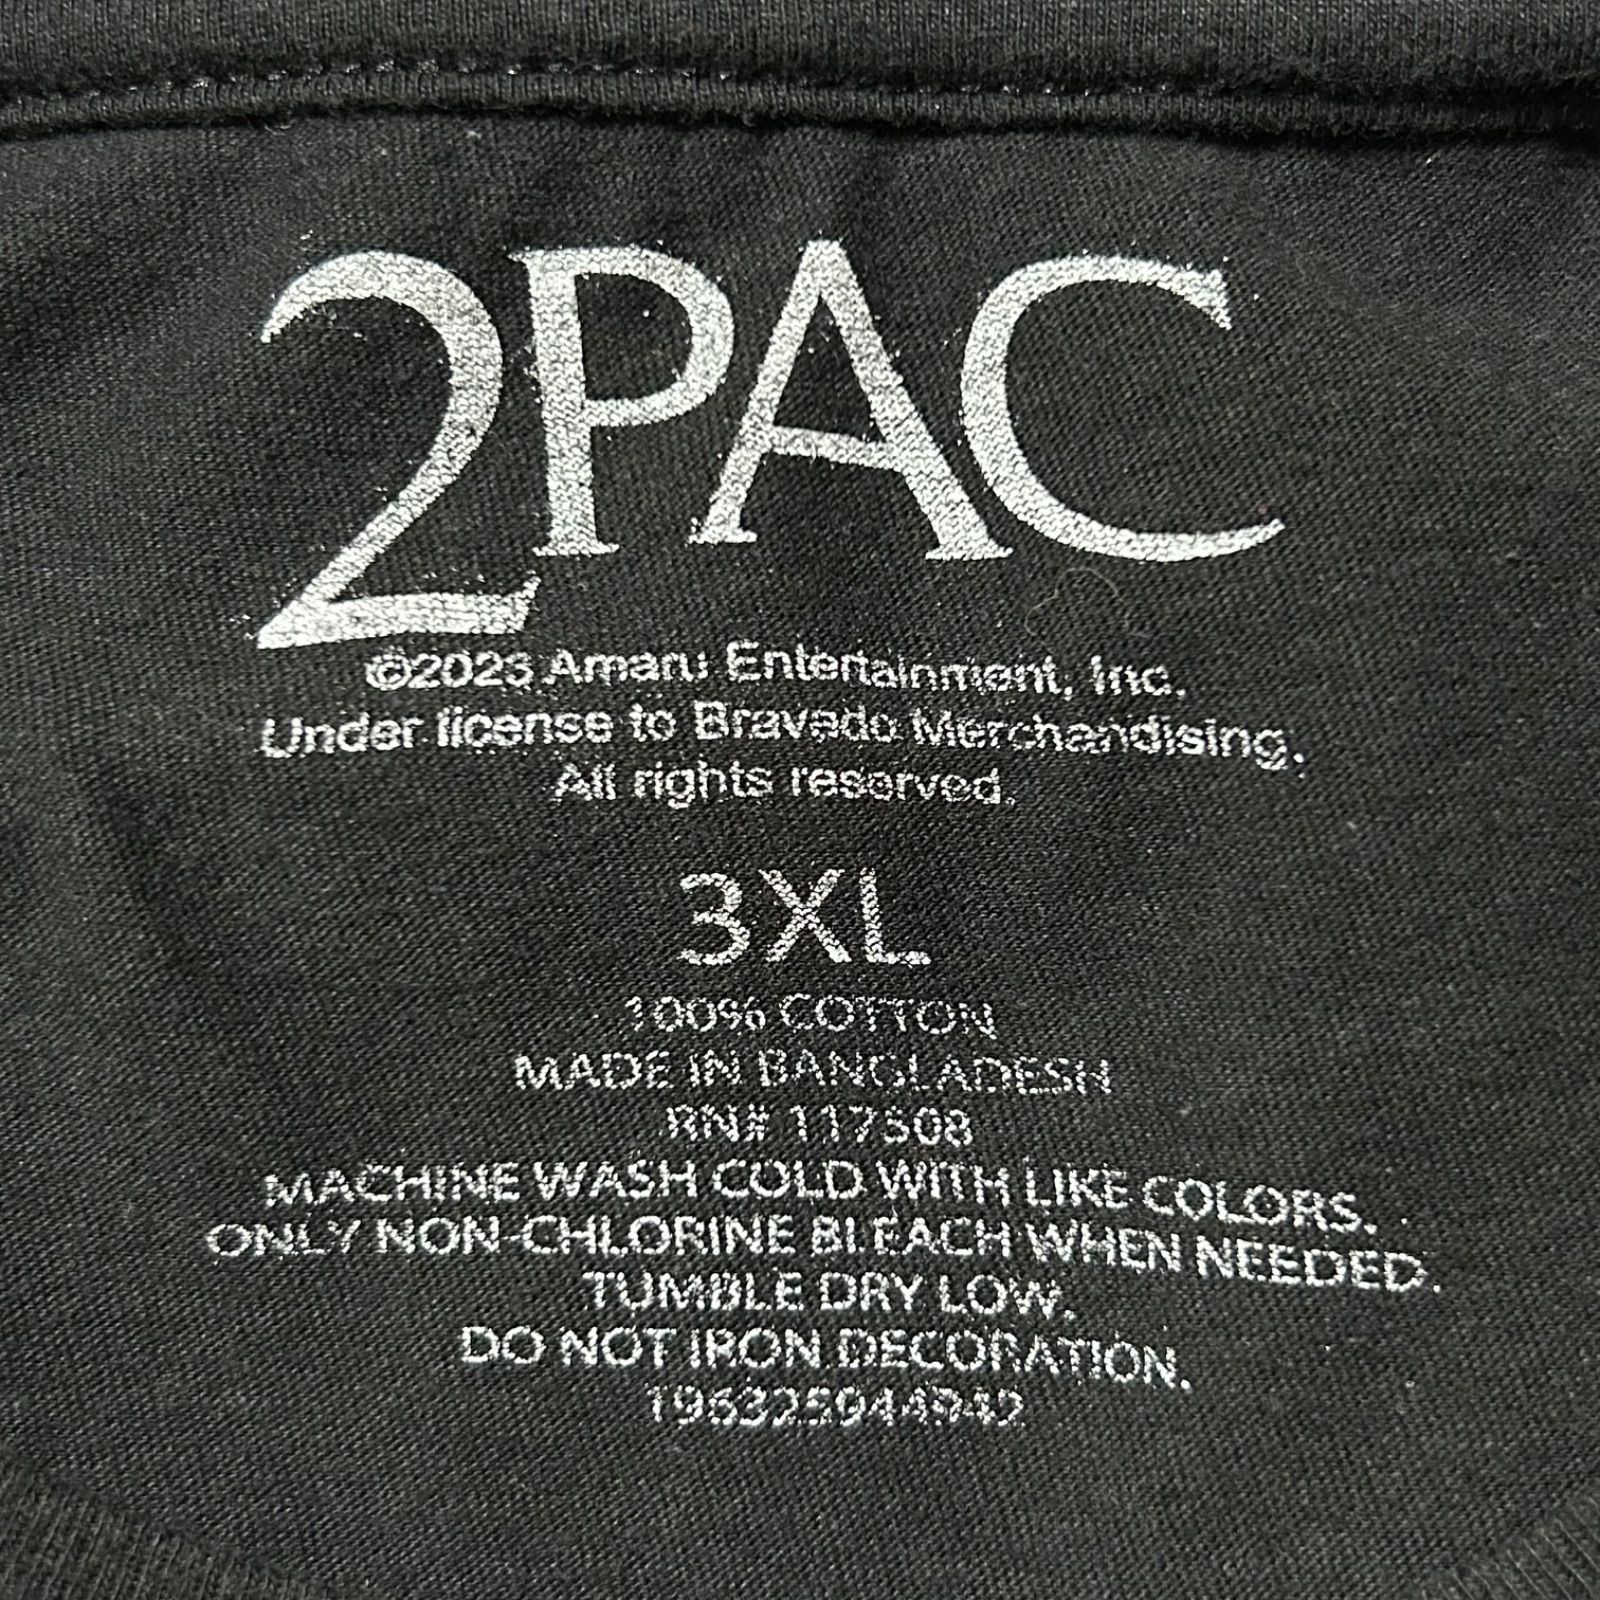 2PAC
©2023 Amaru Entertainment, Inc.
Under license to Bravado Merchandising.
All rights reserved.
3XL
100% COTTON
MADE IN BANGLADESH
RN# 117508
MACHINE WASH COLD WITH LIKE COLORS.
ONLY NON-CHLORINE BLEACH WHEN NEEDED.
TUMBLE DRY LOW.
DO NOT IRON DECORATION.
196325944942